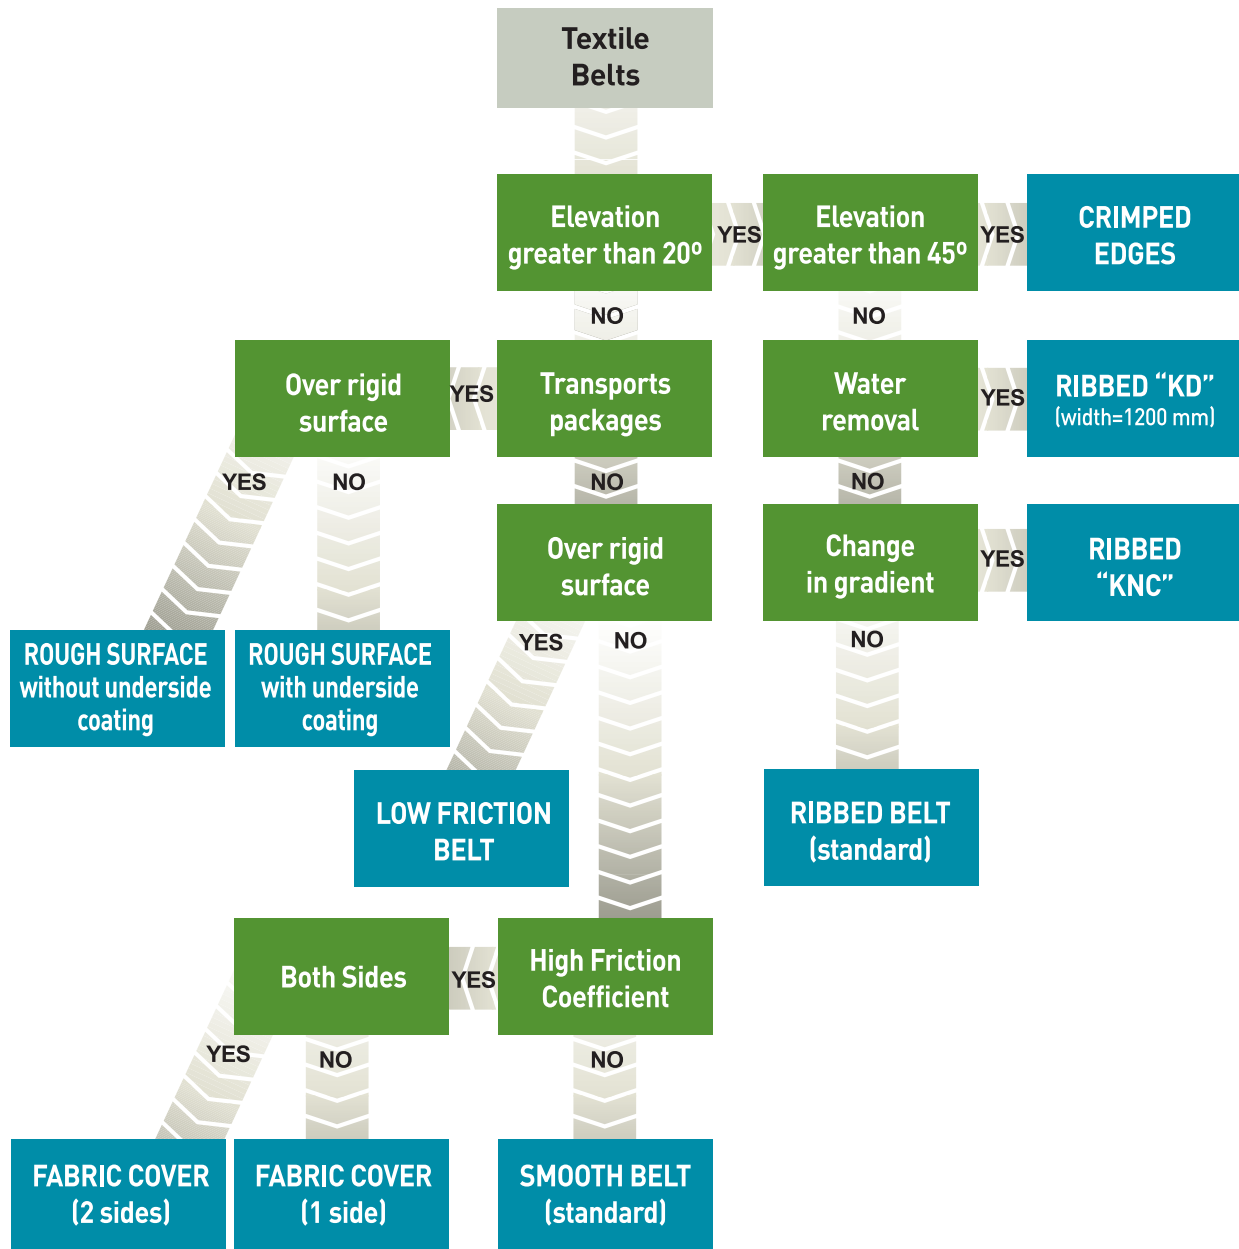 Textile
Belts
Elevation
greater than 20º
YES
Elevation
greater than 45º
YES
CRIMPED
EDGES
NO
NO
Over rigid
surface
YES
Transports
packages
Water
removal
YES
RIBBED “KD”
(width=1200 mm)
YES
NO
NO
NO
Over rigid
surface
Change
in gradient
YES
RIBBED
“KNC”
ROUGH SURFACE
without underside
coating
ROUGH SURFACE
with underside
coating
YES
NO
NO
LOW FRICTION
BELT
RIBBED BELT
(standard)
Both Sides
YES
High Friction
Coefficient
YES
NO
NO
FABRIC COVER
(2 sides)
FABRIC COVER
(1 side)
SMOOTH BELT
(standard)